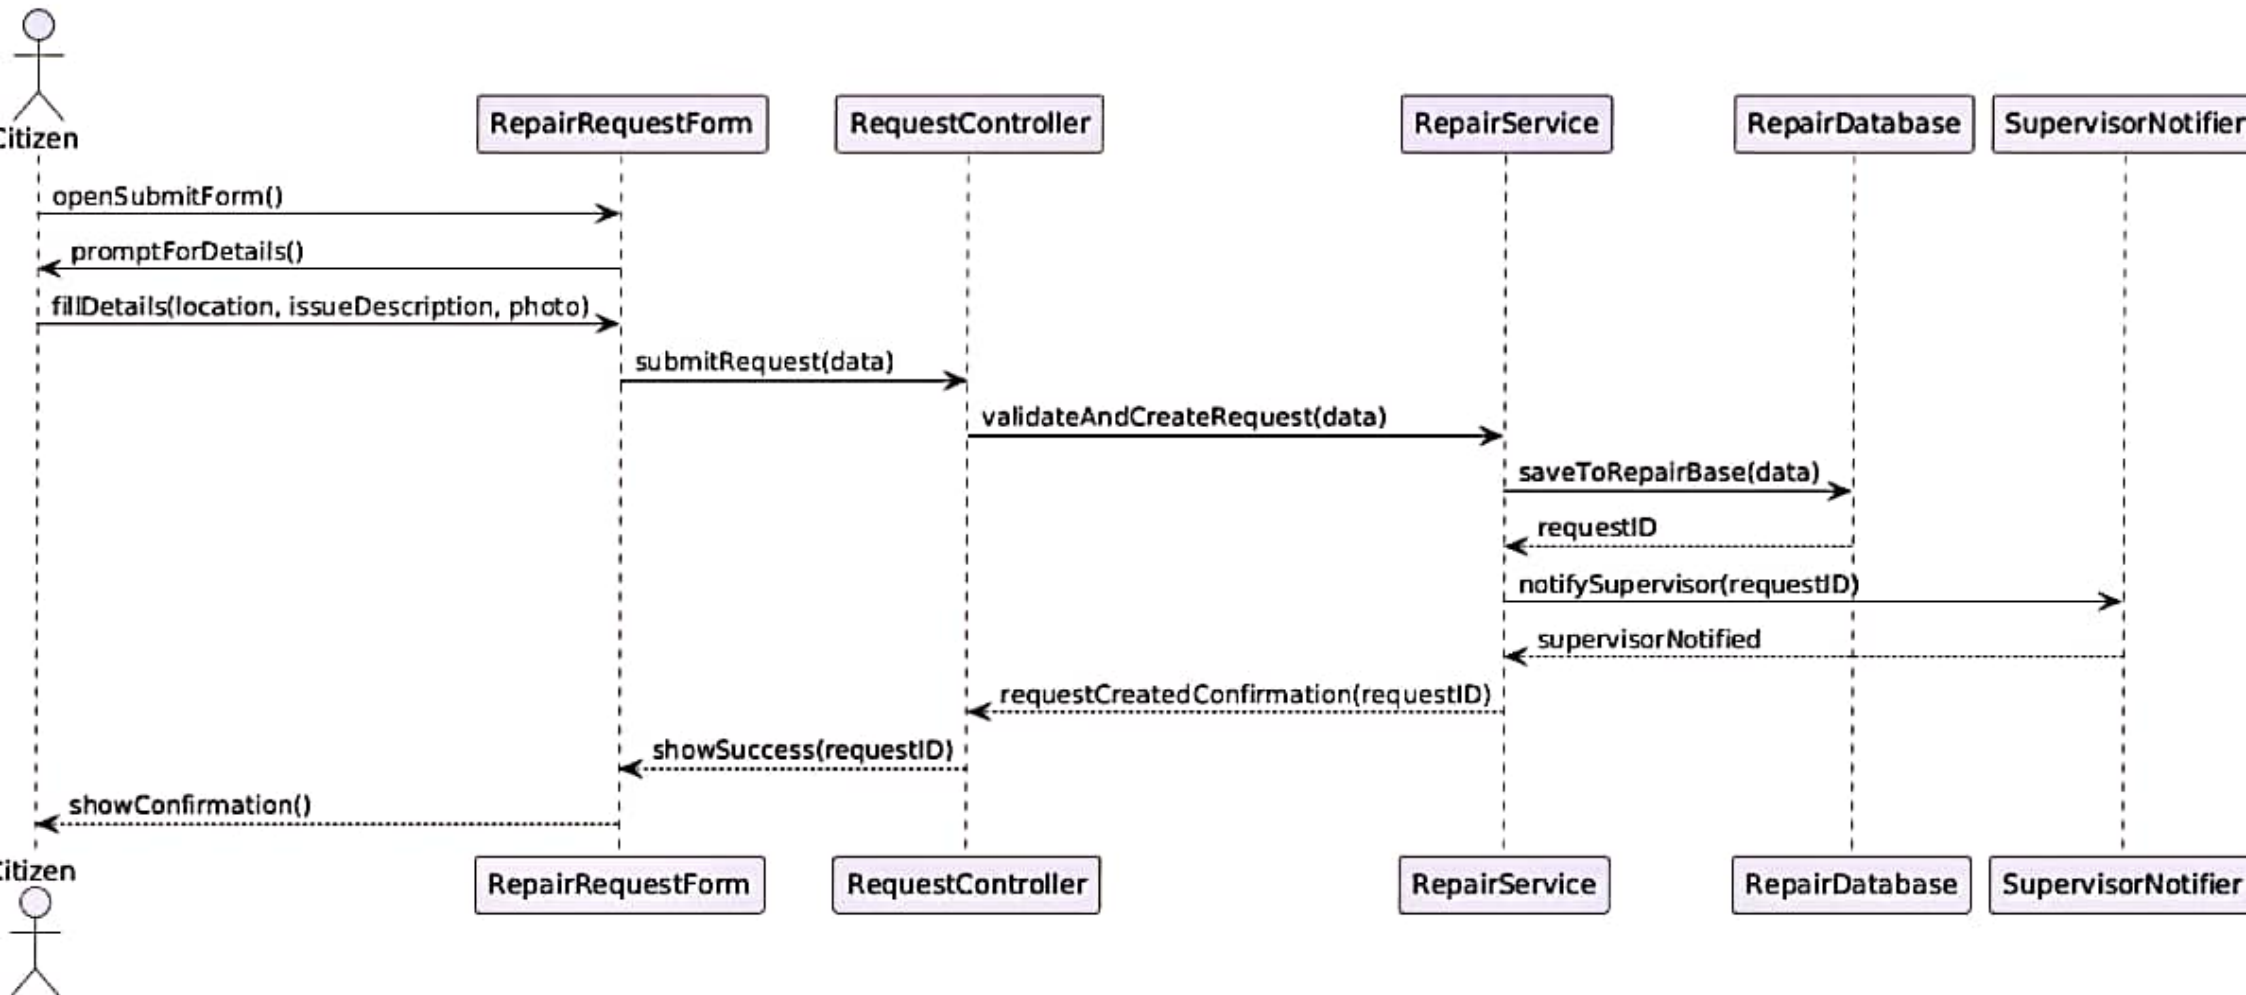 Citizen
RepairRequestForm
RequestController
RepairService
RepairDatabase
SupervisorNotifier
openSubmitForm()
promptForDetails()
fillDetails(location, issueDescription, photo)
submitRequest(data)
validateAndCreateRequest(data)
saveToRepairBase(data)
requestID
notifySupervisor(requestID)
supervisorNotified
requestCreatedConfirmation(requestID)
showSuccess(requestID)
showConfirmation()
Citizen
RepairRequestForm
RequestController
RepairService
RepairDatabase
SupervisorNotifier